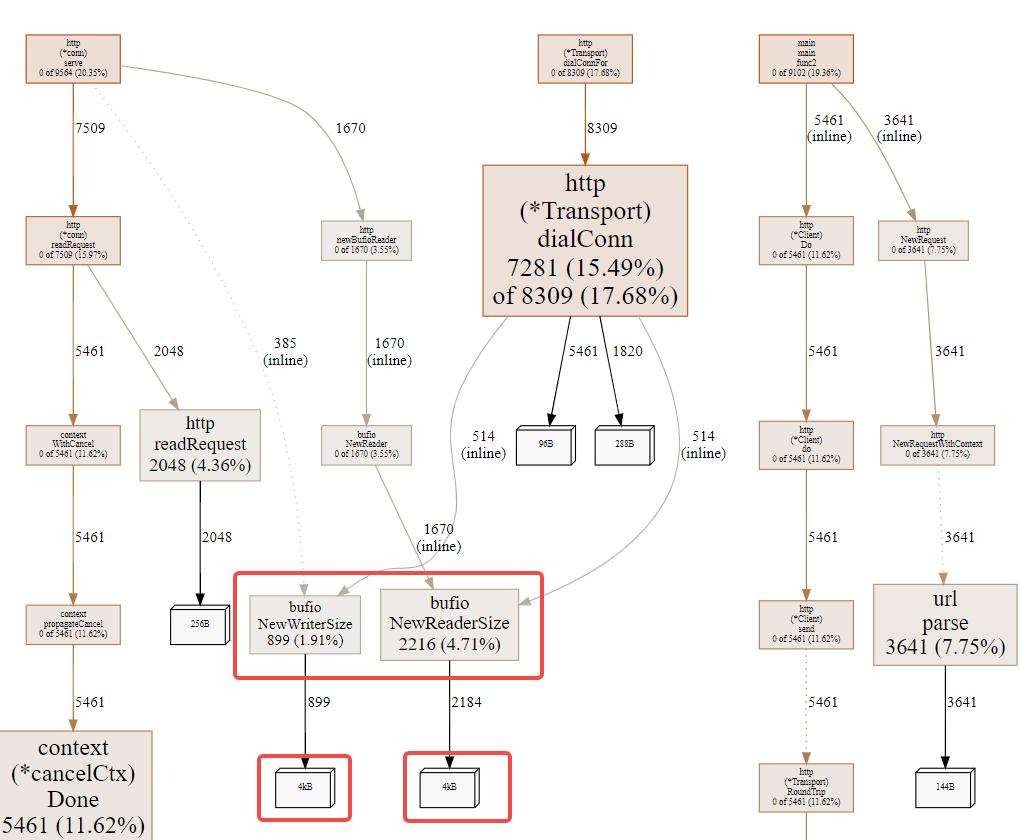 http
(*conn)
serve
0 of 9564 (20.35%)
http
(*Transport)
dialConnFor
0 of 8309 (17.68%)
main
main
func2
0 of 9102 (19.36%)
7509
1670
8309
5461
(inline)
3641
(inline)
http
(*conn)
readRequest
0 of 7509 (15.97%)
http
newBufioReader
0 of 1670 (3.55%)
http
(*Transport)
dialConn
7281 (15.49%)
of 8309 (17.68%)
http
(*Client)
Do
0 of 5461 (11.62%)
http
NewRequest
0 of 3641 (7.75%)
5461
2048
385
(inline)
1670
(inline)
5461
1820
5461
3641
context
WithCancel
0 of 5461 (11.62%)
http
readRequest
2048 (4.36%)
bufio
NewReader
0 of 1670 (3.55%)
514
(inline)
96B
288B
514
(inline)
http
(*Client)
do
0 of 5461 (11.62%)
http
NewRequestWithContext
0 of 3641 (7.75%)
5461
2048
1670
(inline)
5461
3641
context
propagateCancel
0 of 5461 (11.62%)
256B
bufio
NewWriterSize
899 (1.91%)
bufio
NewReaderSize
2216 (4.71%)
http
(*Client)
send
0 of 5461 (11.62%)
url
parse
3641 (7.75%)
5461
899
2184
5461
3641
context
(*cancelCtx)
Done
5461 (11.62%)
4kB
4kB
http
(*Transport)
RoundTrip
0 of 5461 (11.62%)
144B